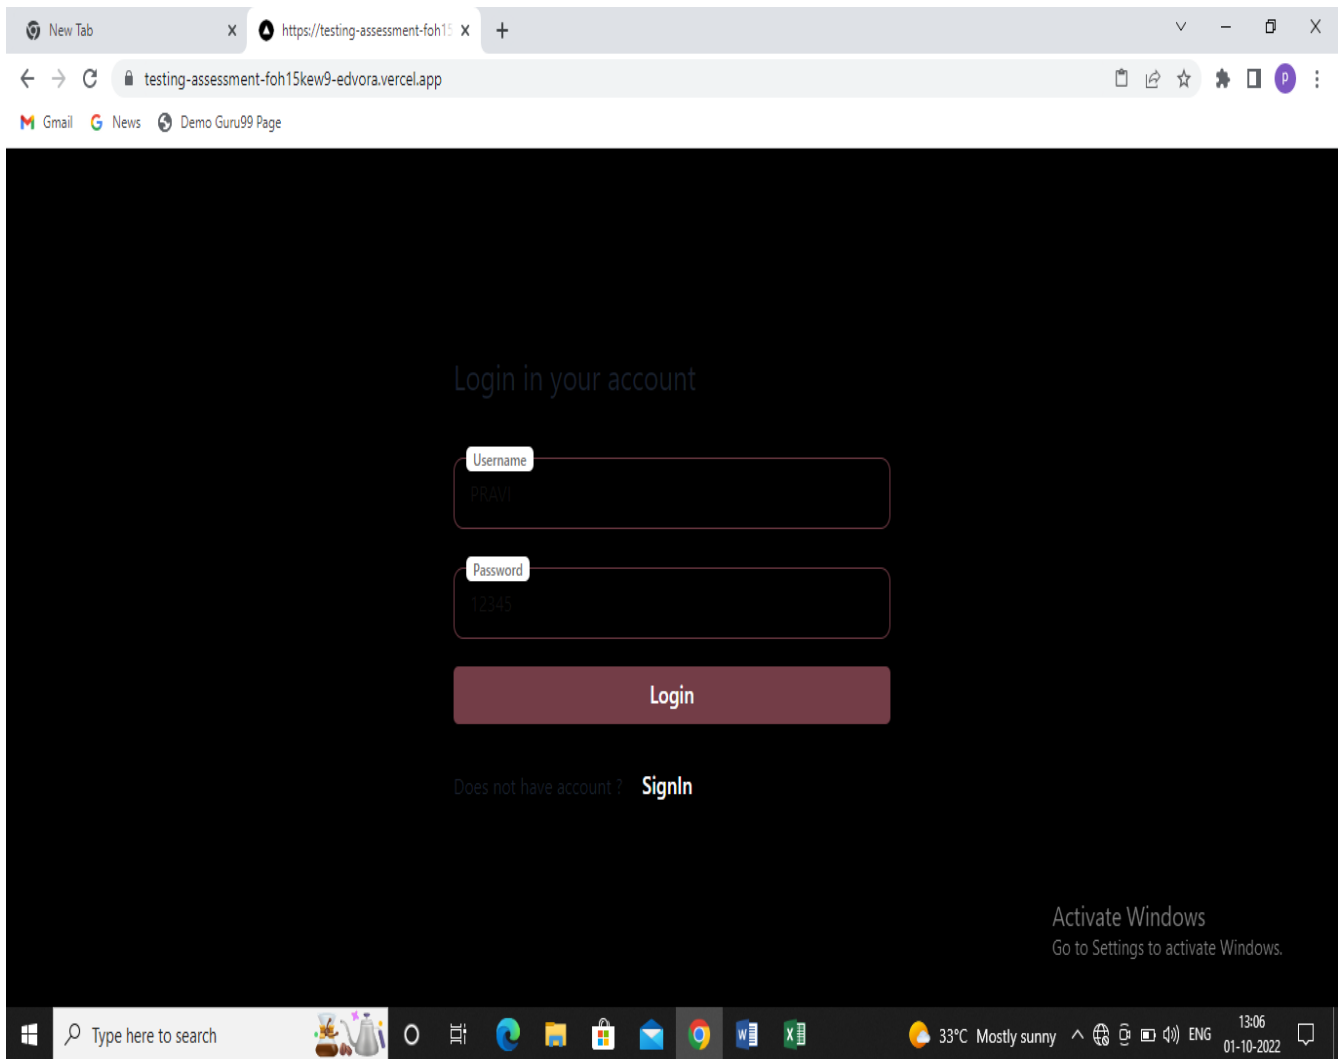 New Tab
https://testing-assessment-foh15
testing-assessment-foh15kew9-edvora.vercel.app
P
Gmail
News
Demo Guru99 Page
Login in your account
Username
PRAVI
Password
12345
Login
Does not have account ? SignIn
Activate Windows
Go to Settings to activate Windows.
Type here to search
33°C Mostly sunny
ENG
13:06
01-10-2022